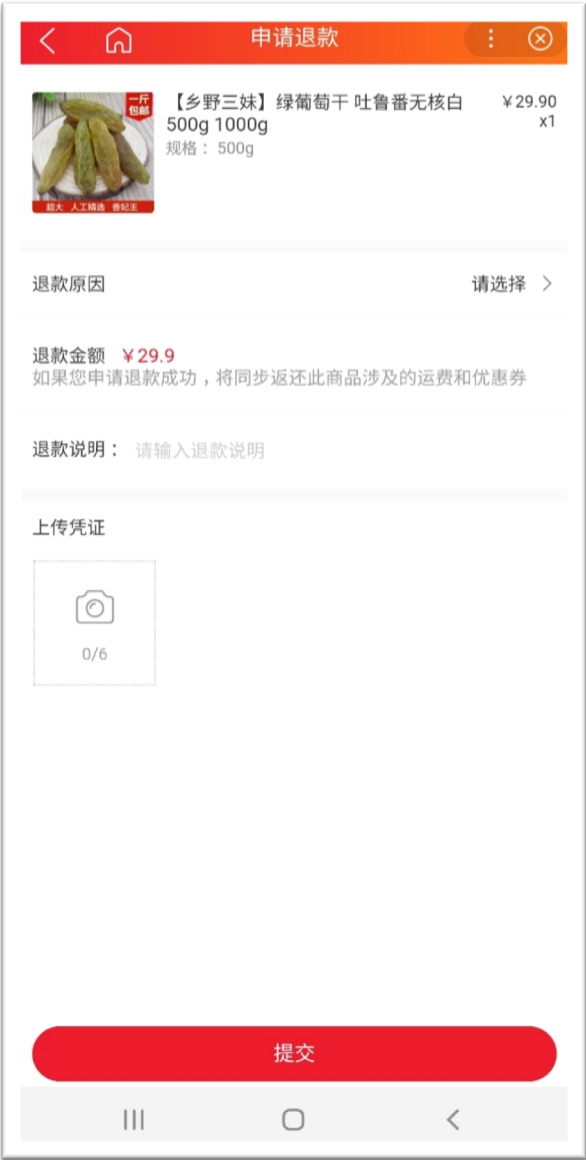 申请退款
一斤
包邮
超大 人工精选 香妃王
【乡野三妹】绿葡萄干 吐鲁番无核白
500g 1000g
规格： 500g
￥29.90
x1
退款原因
请选择
退款金额 ￥29.9
如果您申请退款成功，将同步返还此商品涉及的运费和优惠券
退款说明： 请输入退款说明
上传凭证
0/6
提交